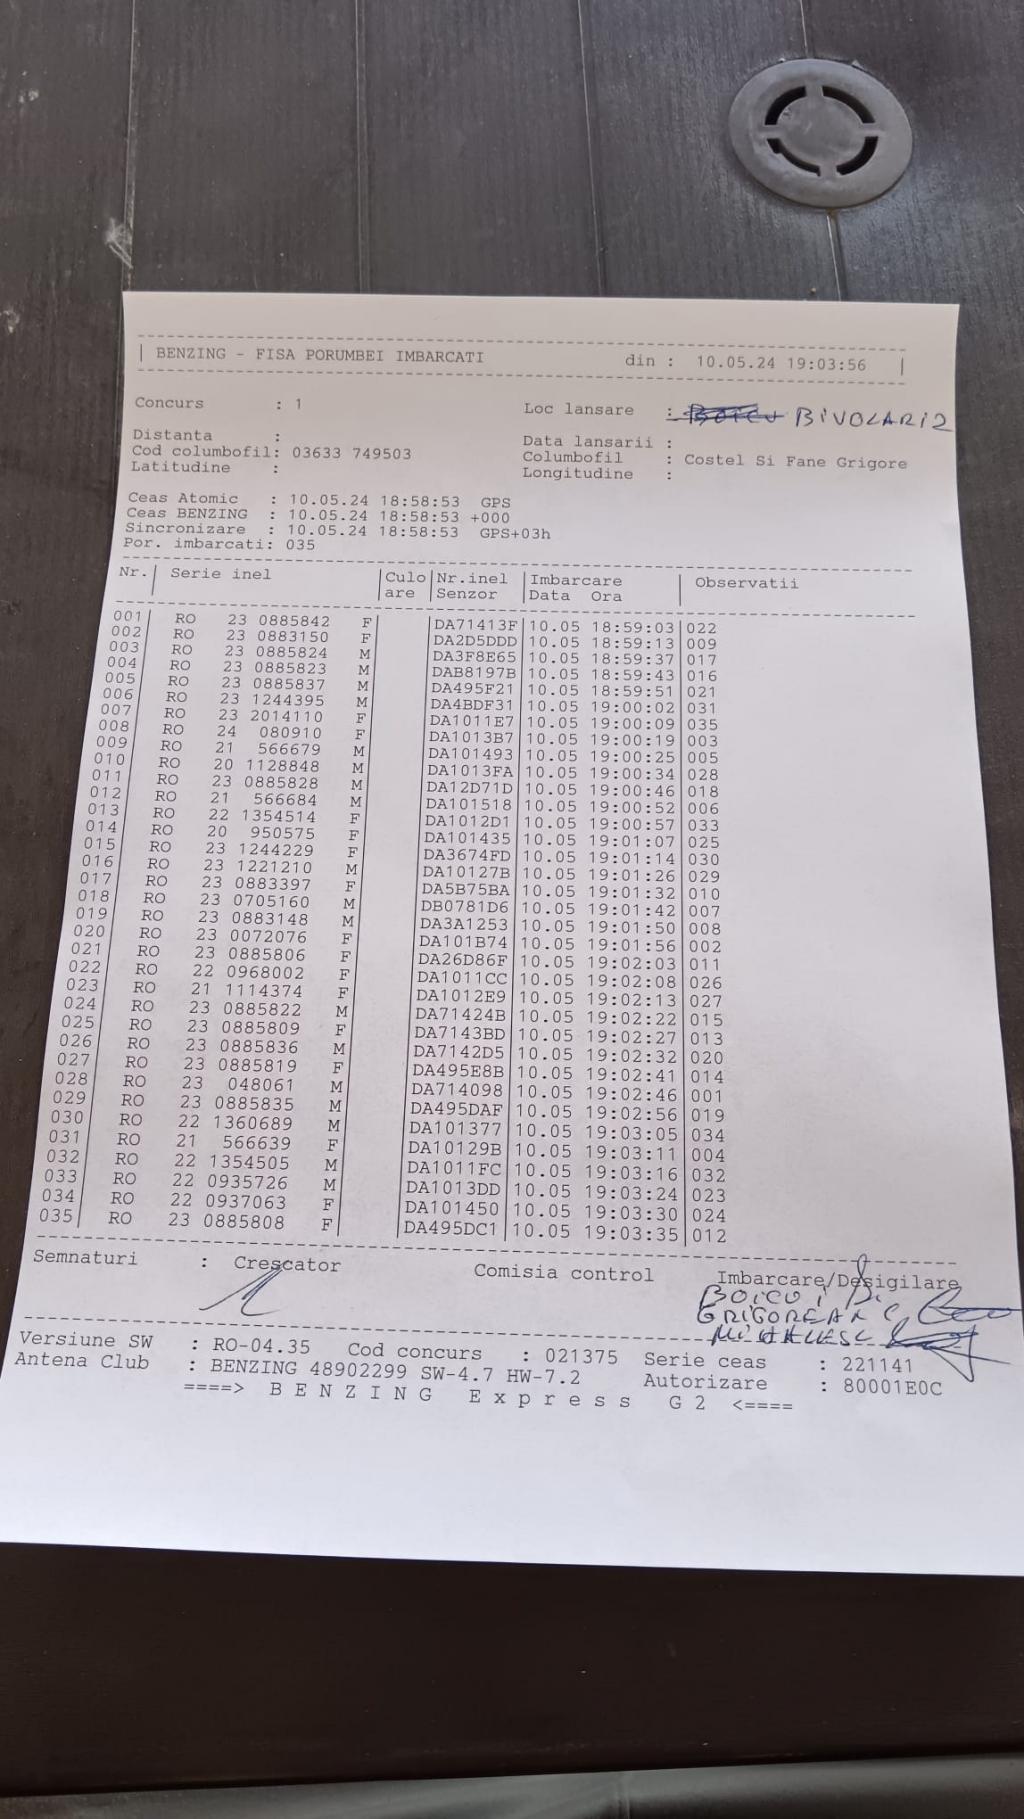 BENZING - FISA PORUMBEI IMBARCATI din : 10.05.24 19:03:56
Concurs : 1 Loc lansare : BIVOLARI 2
Distanta : Data lansarii :
Cod columbofil: 03633 749503 Columbofil : Costel Si Fane Grigore
Latitudine : Longitudine :
Ceas Atomic : 10.05.24 18:58:53 GPS
Ceas BENZING : 10.05.24 18:58:53 +000
Sincronizare : 10.05.24 18:58:53 GPS+03h
Por. imbarcati: 035
Nr.| Serie inel |Culo|Nr.inel |Imbarcare | Observatii
|are |Senzor |Data Ora |
001| RO 23 0885842 F| |DA71413F|10.05 18:59:03|022
002| RO 23 0883150 F| |DA2D5DDD|10.05 18:59:13|009
003| RO 23 0885824 M| |DA3F8E65|10.05 18:59:37|017
004| RO 23 0885823 M| |DAB8197B|10.05 18:59:43|016
005| RO 23 0885837 M| |DA495F21|10.05 18:59:51|021
006| RO 23 1244395 M| |DA4BDF31|10.05 19:00:02|031
007| RO 23 2014110 F| |DA1011E7|10.05 19:00:09|035
008| RO 24 080910 F| |DA1013B7|10.05 19:00:19|003
009| RO 21 566679 M| |DA101493|10.05 19:00:25|005
010| RO 20 1128848 M| |DA1013FA|10.05 19:00:34|028
011| RO 23 0885828 M| |DA12D71D|10.05 19:00:46|018
012| RO 21 566684 M| |DA101518|10.05 19:00:52|006
013| RO 22 1354514 F| |DA1012D1|10.05 19:00:57|033
014| RO 20 950575 F| |DA101435|10.05 19:01:07|025
015| RO 23 1244229 F| |DA3674FD|10.05 19:01:14|030
016| RO 23 1221210 M| |DA10127B|10.05 19:01:26|029
017| RO 23 0883397 F| |DA5B75BA|10.05 19:01:32|010
018| RO 23 0705160 M| |DB0781D6|10.05 19:01:42|007
019| RO 23 0883148 M| |DA3A1253|10.05 19:01:50|008
020| RO 23 0072076 F| |DA101B74|10.05 19:01:56|002
021| RO 23 0885806 F| |DA26D86F|10.05 19:02:03|011
022| RO 22 0968002 F| |DA1011CC|10.05 19:02:08|026
023| RO 21 1114374 F| |DA1012E9|10.05 19:02:13|027
024| RO 23 0885822 M| |DA71424B|10.05 19:02:22|015
025| RO 23 0885809 F| |DA7143BD|10.05 19:02:27|013
026| RO 23 0885836 M| |DA7142D5|10.05 19:02:32|020
027| RO 23 0885819 F| |DA495E8B|10.05 19:02:41|014
028| RO 23 048061 M| |DA714098|10.05 19:02:46|001
029| RO 23 0885835 M| |DA495DAF|10.05 19:02:56|019
030| RO 22 1360689 M| |DA101377|10.05 19:03:05|034
031| RO 21 566639 F| |DA10129B|10.05 19:03:11|004
032| RO 22 1354505 M| |DA1011FC|10.05 19:03:16|032
033| RO 22 0935726 M| |DA1013DD|10.05 19:03:24|023
034| RO 22 0937063 F| |DA101450|10.05 19:03:30|024
035| RO 23 0885808 F| |DA495DC1|10.05 19:03:35|012
Semnaturi : Crescator Comisia control Imbarcare/Desigilare
Versiune SW : RO-04.35 Cod concurs : 021375 Serie ceas : 221141
Antena Club : BENZING 48902299 SW-4.7 HW-7.2 Autorizare : 80001E0C
====> B E N Z I N G E x p r e s s G 2 <====